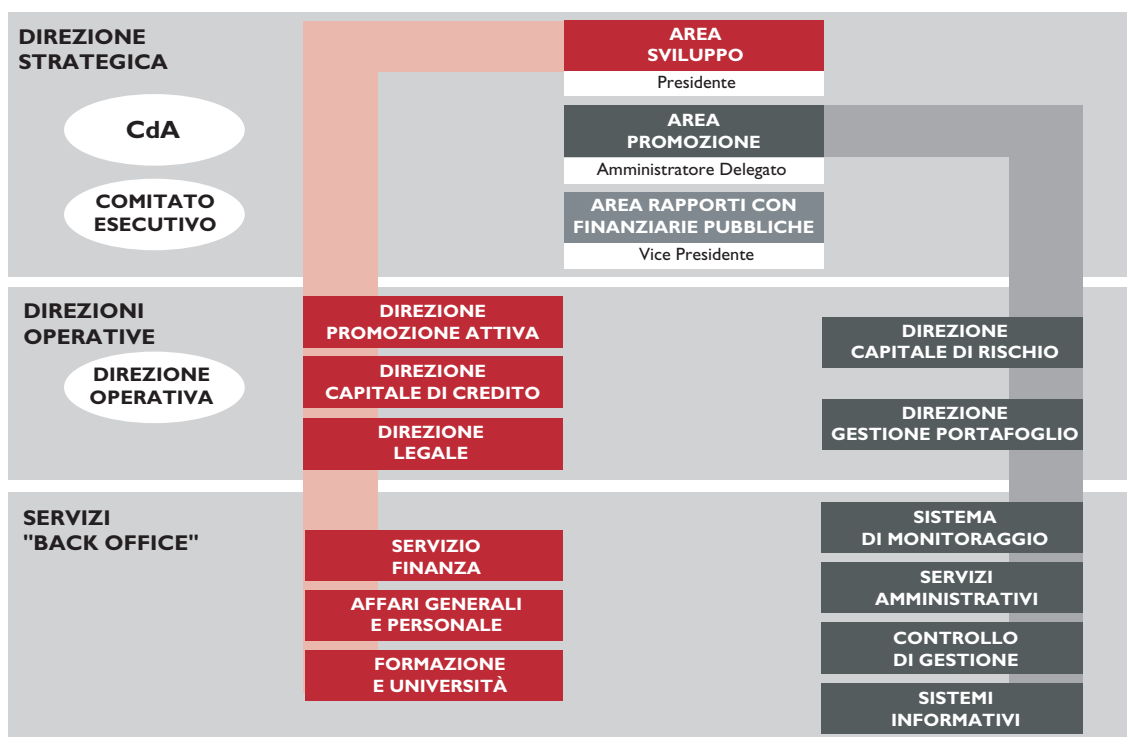 DIREZIONE
STRATEGICA
CdA
COMITATO
ESECUTIVO
AREA
SVILUPPO
Presidente
AREA
PROMOZIONE
Amministratore Delegato
AREA RAPPORTI CON
FINANZIARIE PUBBLICHE
Vice Presidente
DIREZIONI
OPERATIVE
DIREZIONE
OPERATIVA
DIREZIONE
PROMOZIONE ATTIVA
DIREZIONE
CAPITALE DI CREDITO
DIREZIONE
LEGALE
DIREZIONE
CAPITALE DI RISCHIO
DIREZIONE
GESTIONE PORTAFOGLIO
SERVIZI
"BACK OFFICE"
SERVIZIO
FINANZA
AFFARI GENERALI
E PERSONALE
FORMAZIONE
E UNIVERSITÀ
SISTEMA
DI MONITORAGGIO
SERVIZI
AMMINISTRATIVI
CONTROLLO
DI GESTIONE
SISTEMI
INFORMATIVI